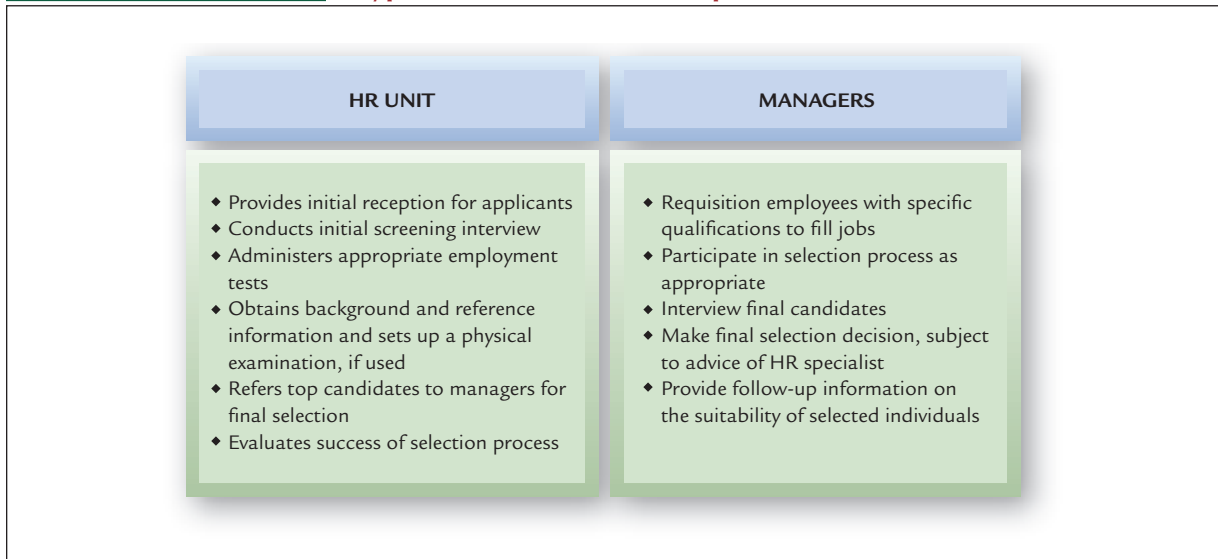 HR UNIT
◆ Provides initial reception for applicants
◆ Conducts initial screening interview
◆ Administers appropriate employment
tests
◆ Obtains background and reference
information and sets up a physical
examination, if used
◆ Refers top candidates to managers for
final selection
◆ Evaluates success of selection process
MANAGERS
◆ Requisition employees with specific
qualifications to fill jobs
◆ Participate in selection process as
appropriate
◆ Interview final candidates
◆ Make final selection decision, subject
to advice of HR specialist
◆ Provide follow-up information on
the suitability of selected individuals